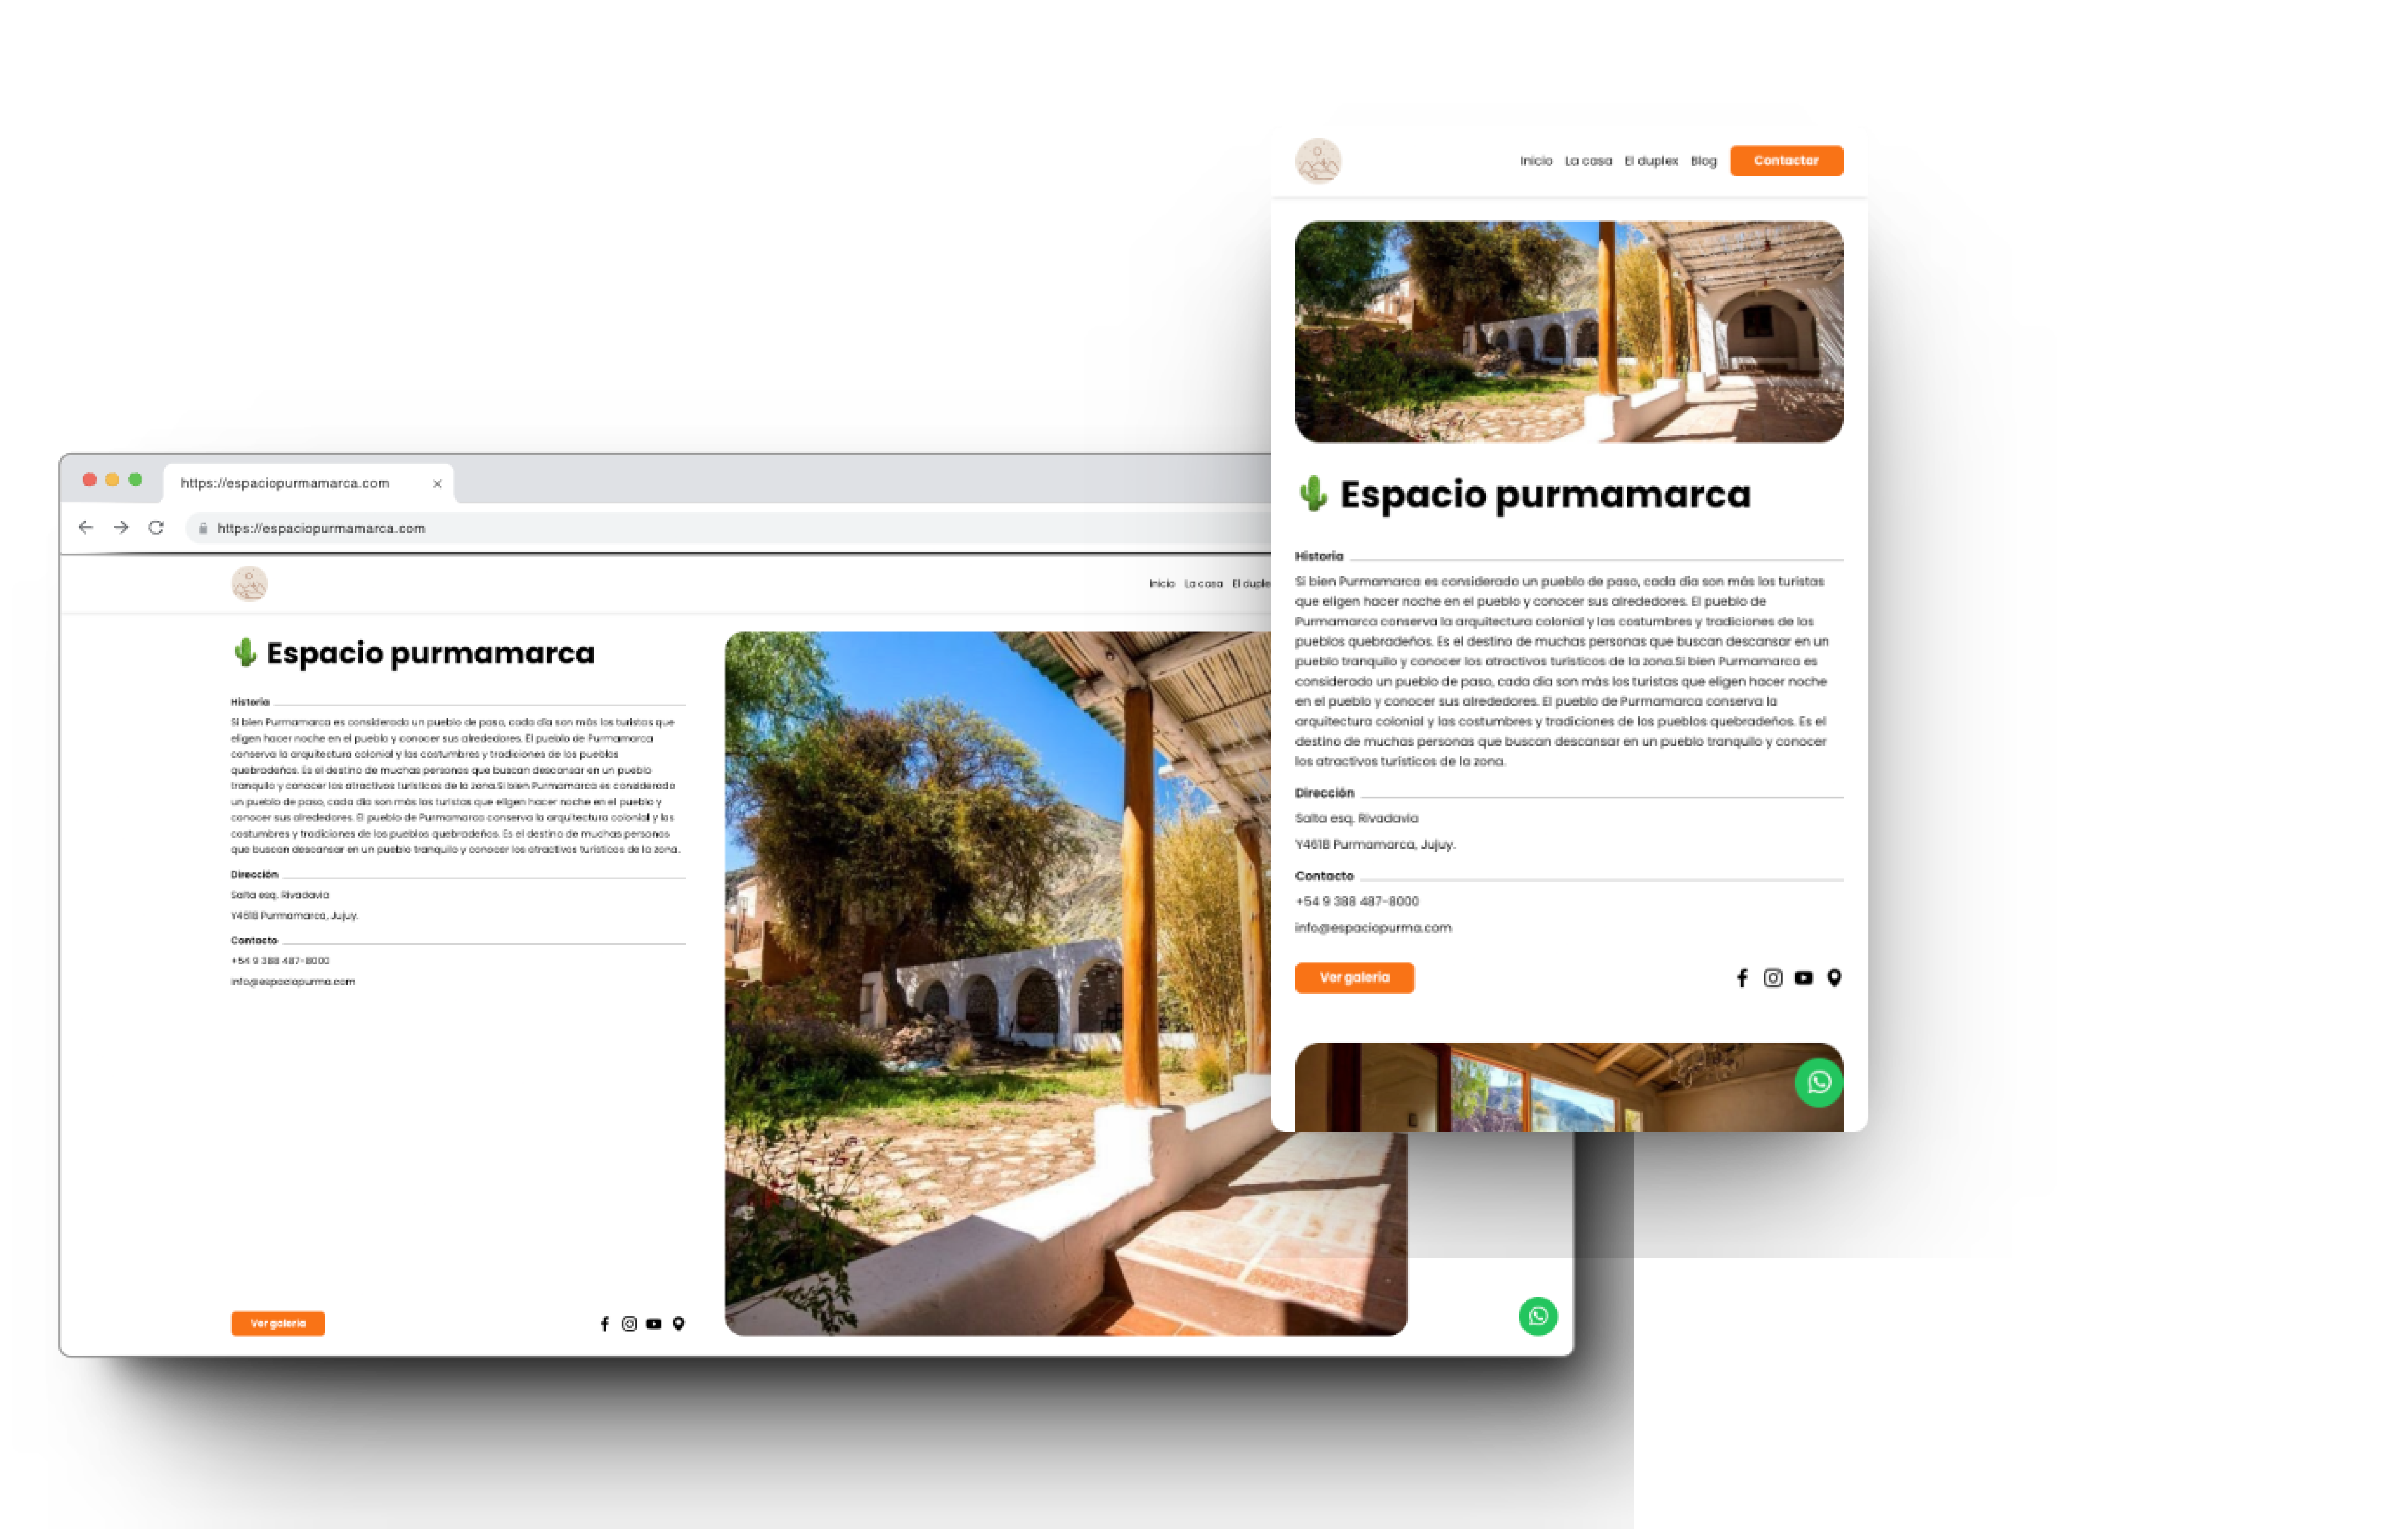 https://espaciopurmamarca.com
https://espaciopurmamarca.com
Inicio La casa El duplex
Espacio purmamarca
Historia
Si bien Purmamarca es considerado un pueblo de paso, cada día son más los turistas que
eligen hacer noche en el pueblo y conocer sus alrededores. El pueblo de Purmamarca
conserva la arquitectura colonial y las costumbres y tradiciones de los pueblos
quebradeños. Es el destino de muchas personas que buscan descansar en un pueblo
tranquilo y conocer los atractivos turísticos de la zona.Si bien Purmamarca es considerado
un pueblo de paso, cada día son más los turistas que eligen hacer noche en el pueblo y
conocer sus alrededores. El pueblo de Purmamarca conserva la arquitectura colonial y las
costumbres y tradiciones de los pueblos quebradeños. Es el destino de muchas personas
que buscan descansar en un pueblo tranquilo y conocer los atractivos turísticos de la zona.
Dirección
Salta esq. Rivadavia
Y4618 Purmamarca, Jujuy.
Contacto
+54 9 388 487-8000
info@espaciopurma.com
Ver galería
Inicio La casa El duplex Blog Contactar
Espacio purmamarca
Historia
Si bien Purmamarca es considerado un pueblo de paso, cada día son más los turistas
que eligen hacer noche en el pueblo y conocer sus alrededores. El pueblo de
Purmamarca conserva la arquitectura colonial y las costumbres y tradiciones de los
pueblos quebradeños. Es el destino de muchas personas que buscan descansar en un
pueblo tranquilo y conocer los atractivos turísticos de la zona.Si bien Purmamarca es
considerado un pueblo de paso, cada día son más los turistas que eligen hacer noche
en el pueblo y conocer sus alrededores. El pueblo de Purmamarca conserva la
arquitectura colonial y las costumbres y tradiciones de los pueblos quebradeños. Es el
destino de muchas personas que buscan descansar en un pueblo tranquilo y conocer
los atractivos turísticos de la zona.
Dirección
Salta esq. Rivadavia
Y4618 Purmamarca, Jujuy.
Contacto
+54 9 388 487-8000
info@espaciopurma.com
Ver galería